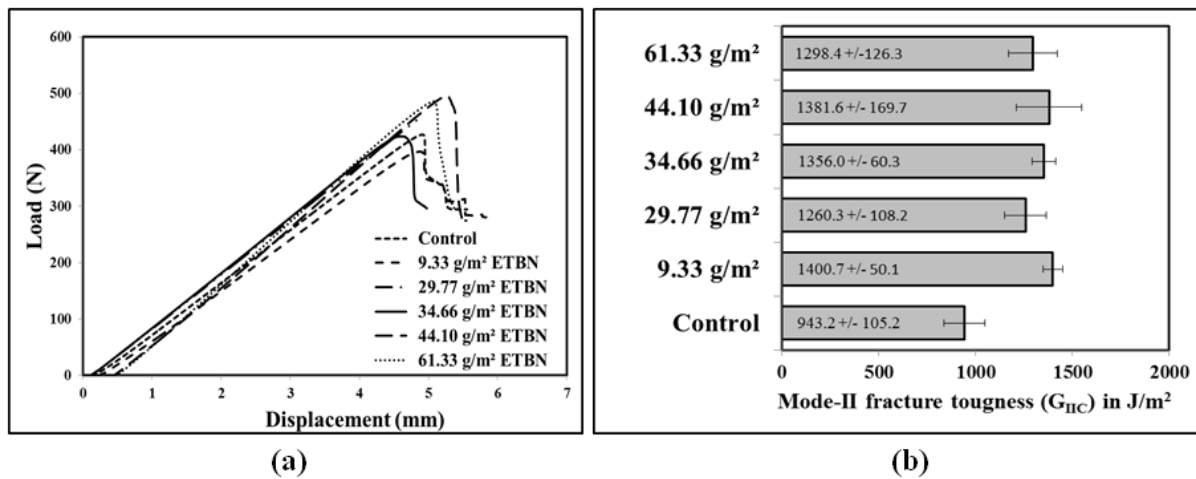 600
500
400
300
200
100
0
Load (N)
Control
9.33 g/m² ETBN
29.77 g/m² ETBN
34.66 g/m² ETBN
44.10 g/m² ETBN
61.33 g/m² ETBN
0 1 2 3 4 5 6 7
Displacement (mm)
(a)
61.33 g/m² 1298.4 +/-126.3
44.10 g/m² 1381.6 +/- 169.7
34.66 g/m² 1356.0 +/- 60.3
29.77 g/m² 1260.3 +/- 108.2
9.33 g/m² 1400.7 +/- 50.1
Control 943.2 +/- 105.2
0 500 1000 1500 2000
Mode-II fracture tougness (GIIC) in J/m²
(b)